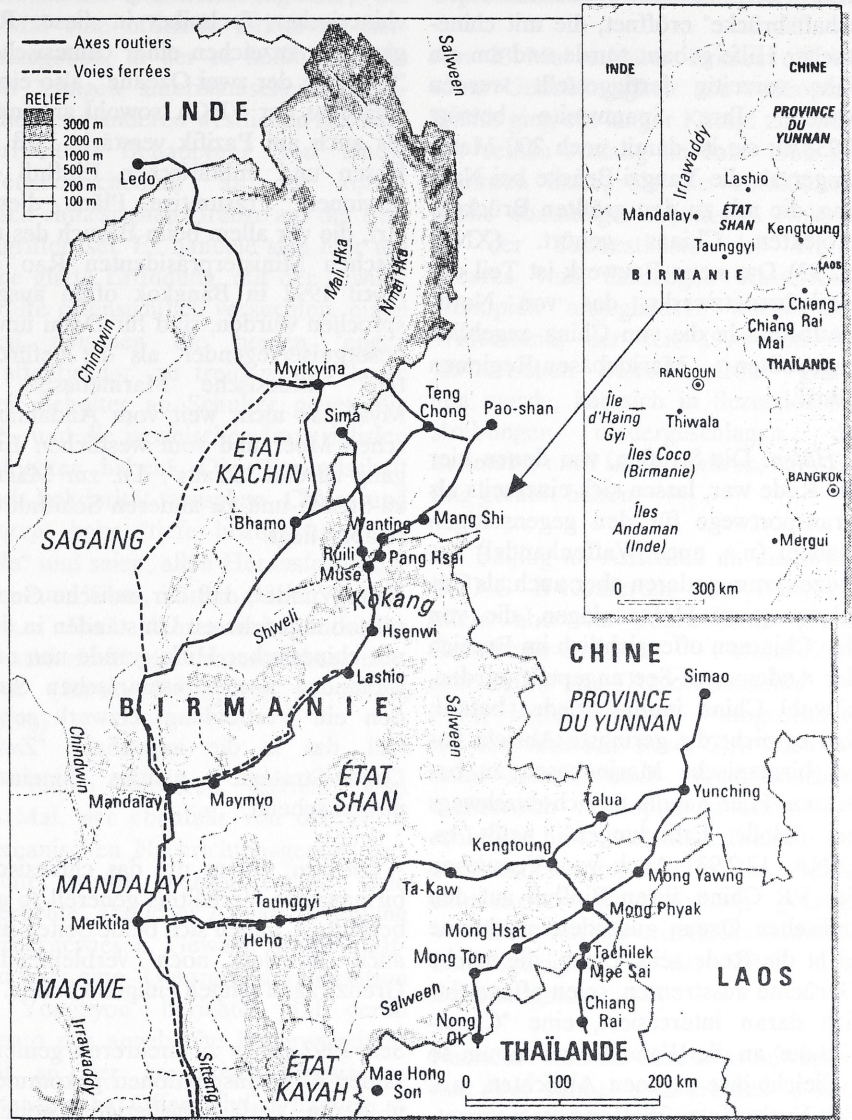 Axes routiers
Voies ferrées
RELIEF
3000 m
2000 m
1000 m
500 m
200 m
100 m
INDE
Ledo
Salween
Mali Hka
Nmai Hka
Chindwin
Myitkyina
Sima
Teng
Chong
Pao-shan
ÉTAT
KACHIN
Bhamo
Wanting
Mang Shi
SAGAING
Ruili
Pang Hsei
Muse
Kokang
Shweli
Hsenwi
Lashio
BIRMANIE
CHINE
PROVINCE
DU YUNNAN
Simao
Salween
Chindwin
ÉTAT
SHAN
Mandalay
Maymyo
Talua
Yunching
Kengtoung
MANDALAY
Ta-Kaw
Mong Yawng
Taunggyi
Meiktila
Heho
Mong Phyak
Mong Hsat
Mong Ton
Tachilek
Mae Sai
LAOS
MAGWE
Salween
Chiang
Rai
Nong
OK
THAÏLANDE
Irrawaddy
Sittang
ÉTAT
KAYAH
Mae Hong
Son
0 100 200 km
INDE
CHINE
PROVINCE
DU
YUNNAN
Irrawaddy
Lashio
Mandalay
ÉTAT
SHAN
Kengtoung
Taunggyi
BIRMANIE
LAOS
Chiang-
Rai
Chiang
Mai
THAÏLANDE
RANGOUN
Île
d'Haing
Gyi
Thiwala
Îles Coco
(Birmanie)
BANGKOK
Îles
Andaman
(Inde)
Mergui
300 km